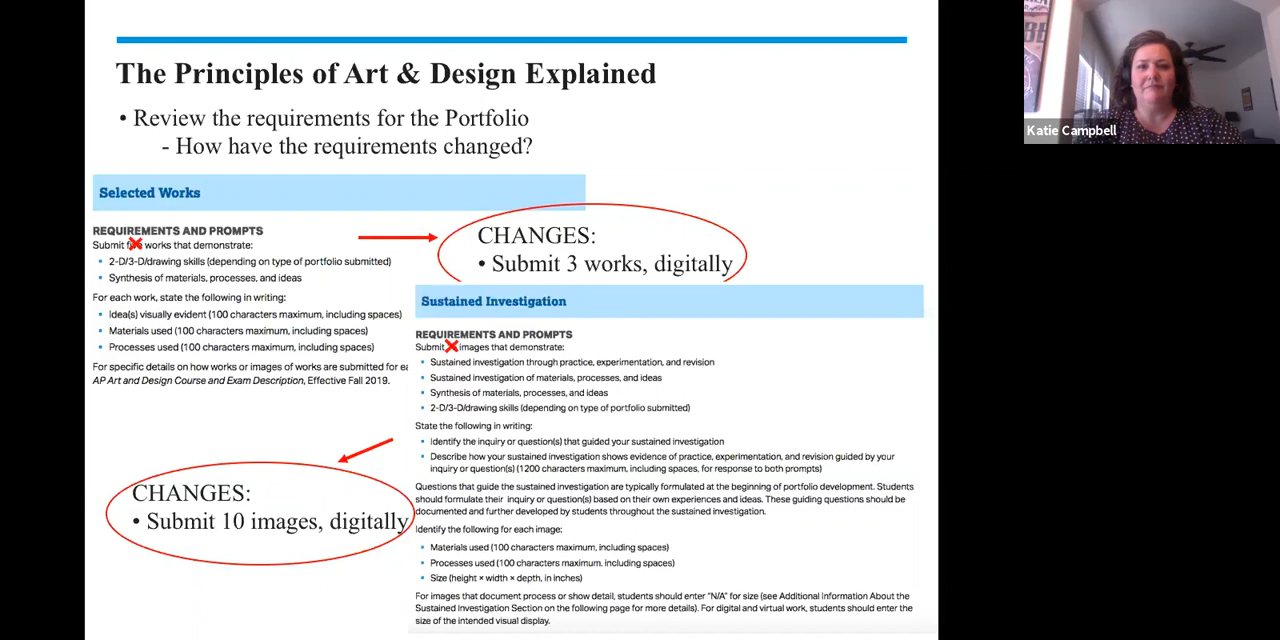 The Principles of Art & Design Explained
• Review the requirements for the Portfolio
- How have the requirements changed?
Selected Works
REQUIREMENTS AND PROMPTS
Submit works that demonstrate:
• 2-D/3-D/drawing skills (depending on type of portfolio submitted)
• Synthesis of materials, processes, and ideas
For each work, state the following in writing:
• Idea(s) visually evident (100 characters maximum, including spaces)
• Materials used (100 characters maximum, including spaces)
• Processes used (100 characters maximum, including spaces)
For specific details on how works or images of works are submitted for
AP Art and Design Course and Exam Description, Effective Fall 2019.
CHANGES:
• Submit 3 works, digitally
Sustained Investigation
REQUIREMENTS AND PROMPTS
Submit images that demonstrate:
• Sustained investigation through practice, experimentation, and revision
• Sustained investigation of materials, processes, and ideas
• Synthesis of materials, processes, and ideas
• 2-D/3-D/drawing skills (depending on type of portfolio submitted)
State the following in writing:
• Identify the inquiry or question(s) that guided your sustained investigation
• Describe how your sustained investigation shows evidence of practice, experimentation, and revision guided by your
inquiry or question(s) (1200 characters maximum, including spaces, for response to both prompts)
Questions that guide the sustained investigation are typically formulated at the beginning of portfolio development. Students
should formulate their inquiry or question(s) based on their own experiences and ideas. These guiding questions should be
documented and further developed by students throughout the sustained investigation.
Identify the following for each image:
• Materials used (100 characters maximum, including spaces)
• Processes used (100 characters maximum, including spaces)
• Size (height × width × depth, in inches)
For images that document process or show detail, students should enter "N/A" for size (see Additional Information About the
Sustained Investigation Section on the following page for more details). For digital and virtual work, students should enter the
size of the intended visual display.
CHANGES:
• Submit 10 images, digitally
Katie Campbell